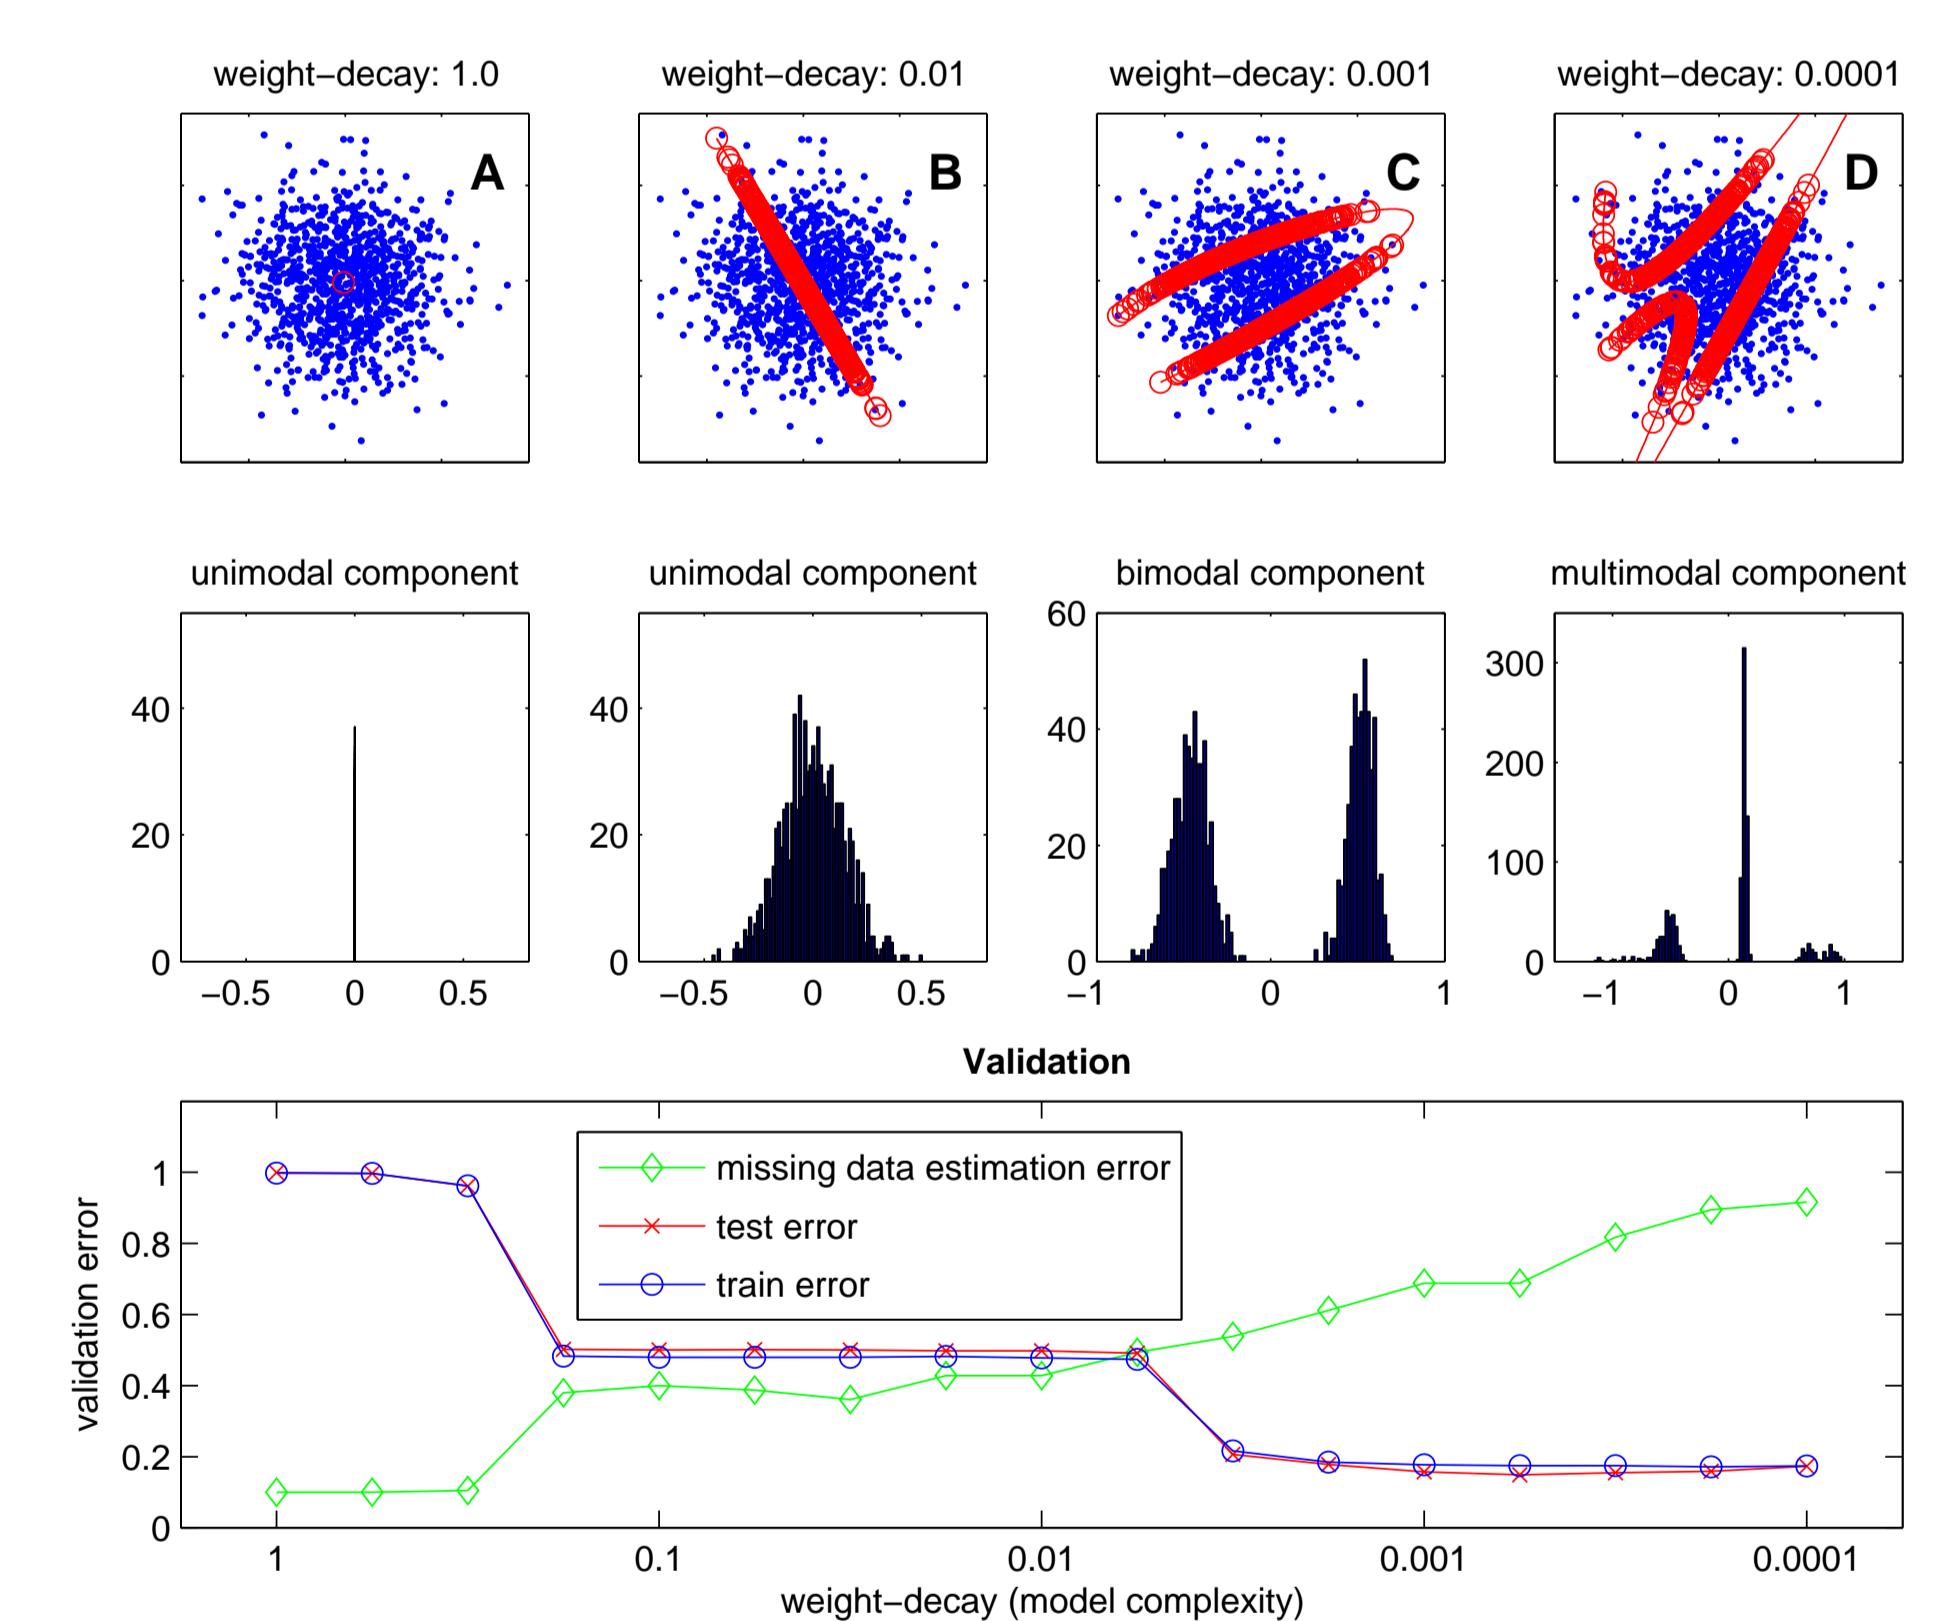 weight−decay: 1.0
weight−decay: 0.01
weight−decay: 0.001
weight−decay: 0.0001
A
B
C
D
unimodal component
unimodal component
bimodal component
multimodal component
40
20
0
−0.5 0 0.5
40
20
0
−0.5 0 0.5
60
40
20
0
−1 0 1
300
200
100
0
−1 0 1
Validation
validation error
1
0.8
0.6
0.4
0.2
0
missing data estimation error
test error
train error
1 0.1 0.01 0.001 0.0001
weight−decay (model complexity)